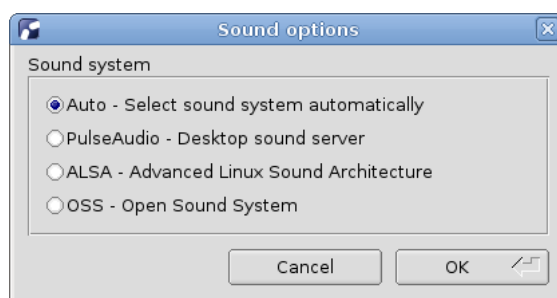 Sound options
Sound system
Auto - Select sound system automatically
PulseAudio - Desktop sound server
ALSA - Advanced Linux Sound Architecture
OSS - Open Sound System
Cancel OK